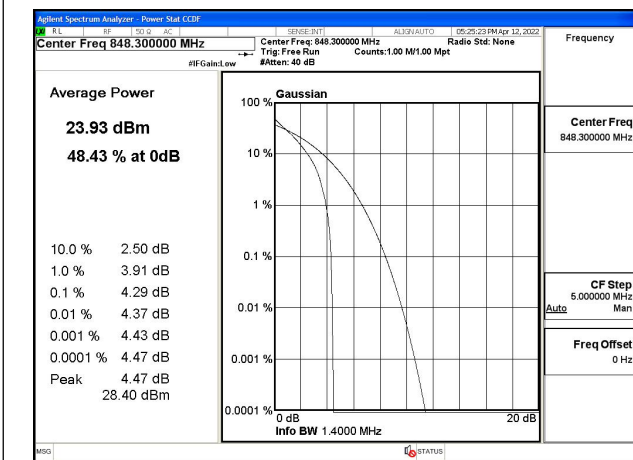 Agilent Spectrum Analyzer - Power Stat CCDF
RL RF 50 Ω AC SENSE:INT ALIGNAUTO 05:25:23 PM Apr 12, 2022
Center Freq 848.300000 MHz
Center Freq: 848.300000 MHz Radio Std: None
Trig: Free Run Counts:1.00 M/1.00 Mpt
#IFGain:Low #Atten: 40 dB
Frequency
Average Power
23.93 dBm
48.43 % at 0dB
10.0 % 2.50 dB
1.0 % 3.91 dB
0.1 % 4.29 dB
0.01 % 4.37 dB
0.001 % 4.43 dB
0.0001 % 4.47 dB
Peak 4.47 dB
28.40 dBm
Gaussian
100 %
10 %
1 %
0.1 %
0.01 %
0.001 %
0.0001 %
0 dB 20 dB
Info BW 1.4000 MHz
Center Freq
848.300000 MHz
CF Step
5.000000 MHz
Auto Man
Freq Offset
0 Hz
MSG STATUS